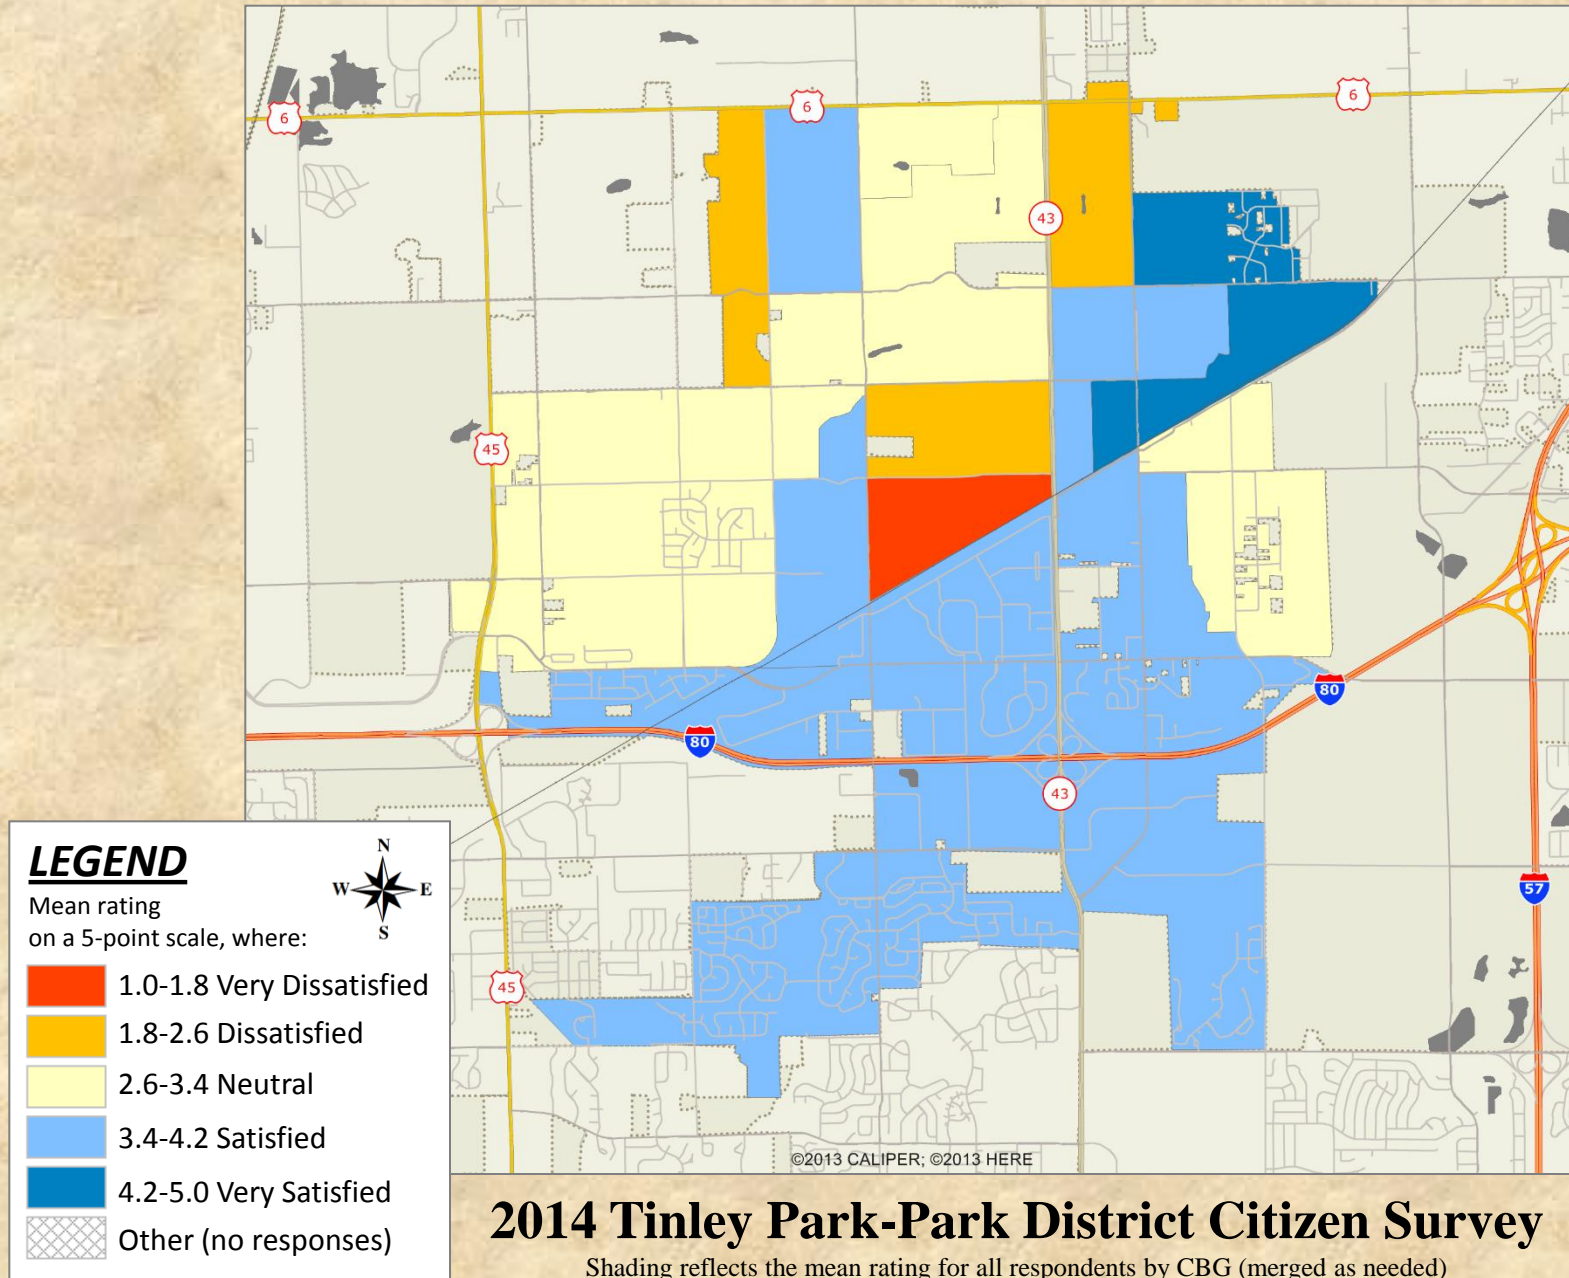 6
6
6
43
45
80
80
43
57
45
©2013 CALIPER; ©2013 HERE
LEGEND
N
W E
S
Mean rating
on a 5-point scale, where:
1.0-1.8 Very Dissatisfied
1.8-2.6 Dissatisfied
2.6-3.4 Neutral
3.4-4.2 Satisfied
4.2-5.0 Very Satisfied
Other (no responses)
2014 Tinley Park-Park District Citizen Survey
Shading reflects the mean rating for all respondents by CBG (merged as needed)